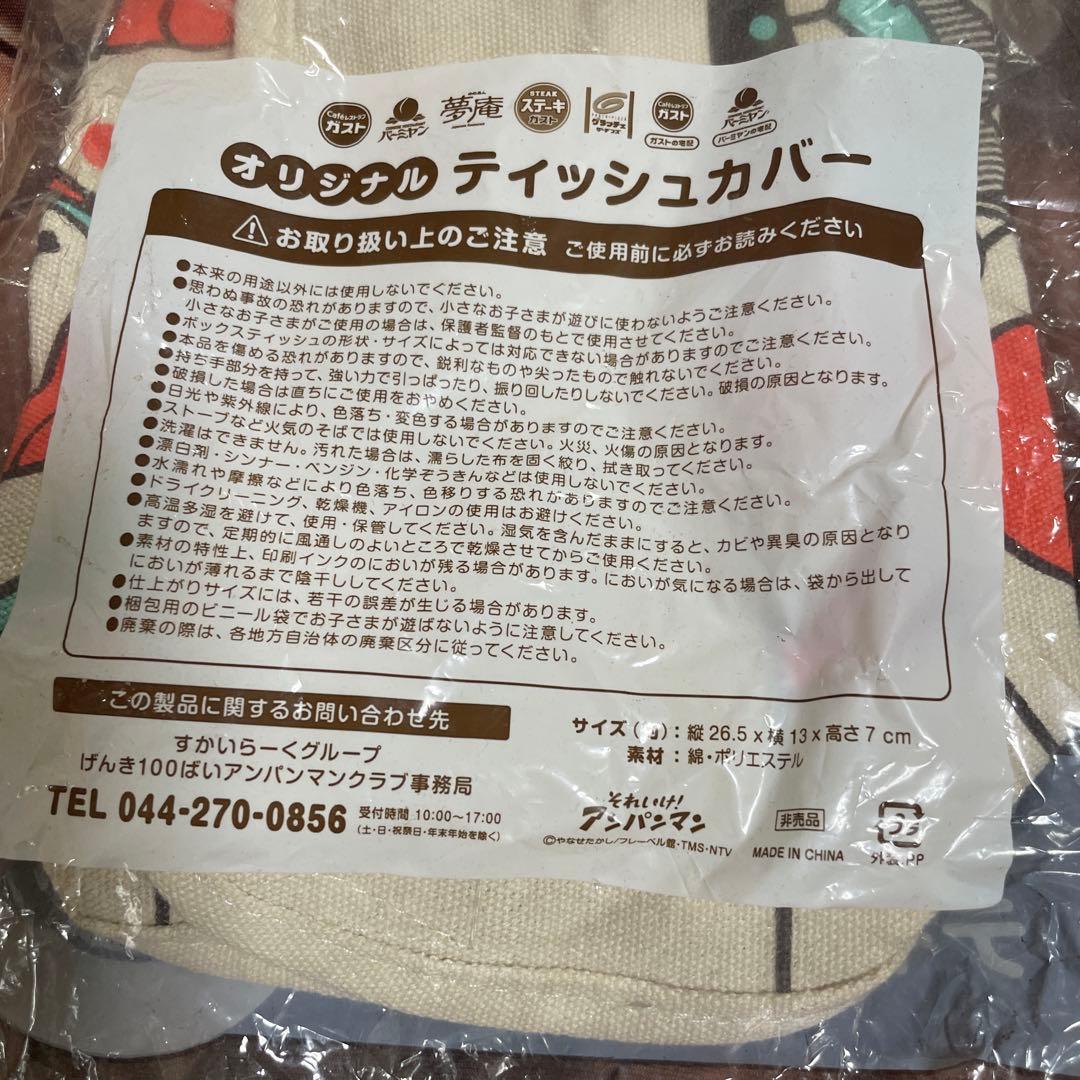 Caféレストラン
ガスト
バーミヤン
夢庵
STEAK
ステーキ
ガスト
グラッチェ
ガーデンズ
Caféレストラン
ガスト
ガストの宅配
バーミヤンの宅配
オリジナル ティッシュカバー
お取り扱い上のご注意 ご使用前に必ずお読みください
●本来の用途以外には使用しないでください。
●思わぬ事故の恐れがありますので、小さなお子さまが遊びに使わないようご注意ください。
小さなお子さまがご使用の場合は、保護者監督のもとで使用させてください。
●ボックスティッシュの形状・サイズによっては対応できない場合がありますのでご注意ください。
●本品を傷める恐れがありますので、鋭利なものや尖ったもので触れないでください。
●持ち手部分を持って、強い力で引っぱったり、振り回したりしないでください。破損の原因となります。
●破損した場合は直ちにご使用をおやめください。
●日光や紫外線により、色落ち・変色する場合がありますのでご注意ください。
●ストーブなど火気のそばでは使用しないでください。火災、火傷の原因となります。
●洗濯はできません。汚れた場合は、濡らした布を固く絞り、拭き取ってください。
●漂白剤・シンナー・ベンジン・化学ぞうきんなどは使用しないでください。
●水濡れや摩擦などにより色落ち、色移りする恐れがありますのでご注意ください。
●ドライクリーニング、乾燥機、アイロンの使用はお避けください。
●高温多湿を避けて、使用・保管してください。湿気を含んだままにすると、カビや異臭の原因となり
ますので、定期的に風通しのよいところで乾燥させてからご使用ください。
●素材の特性上、印刷インクのにおいが残る場合があります。においが気になる場合は、袋から出して
においが薄れるまで陰干ししてください。
●仕上がりサイズには、若干の誤差が生じる場合があります。
●梱包用のビニール袋でお子さまが遊ばないように注意してください。
●廃棄の際は、各地方自治体の廃棄区分に従ってください。
この製品に関するお問い合わせ先
すかいらーくグループ
げんき100ばいアンパンマンクラブ事務局
TEL 044-270-0856 受付時間 10:00～17:00
(土・日・祝祭日・年末年始を除く)
サイズ( ):縦 26.5 x 横 13 x 高さ 7 cm
素材:綿・ポリエステル
それいけ!
アンパンマン
©やなせたかし/フレーベル館・TMS・NTV
非売品
MADE IN CHINA
プラ
外装:PP